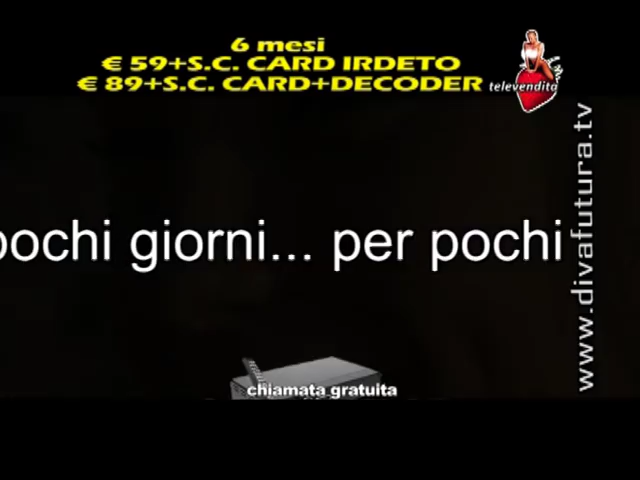 6 mesi
€ 59+S.C. CARD IRDETO
€ 89+S.C. CARD+DECODER
televendita
www.divafutura.tv
pochi giorni... per pochi
chiamata gratuita